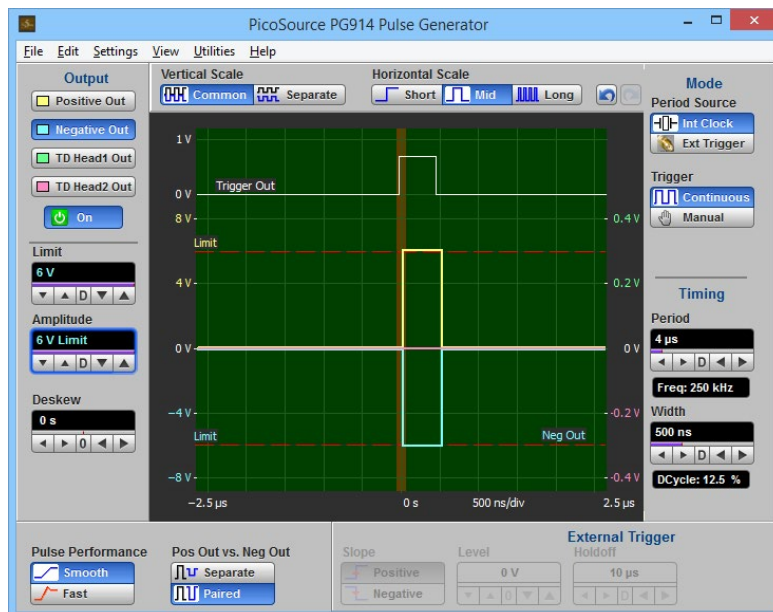 PicoSource PG914 Pulse Generator
File Edit Settings View Utilities Help
Output
Positive Out
Negative Out
TD Head1 Out
TD Head2 Out
On
Limit
6 V
D
Amplitude
6 V Limit
D
Deskew
0 s
0
Vertical Scale
Common Separate
Horizontal Scale
Short Mid Long
1 V
Trigger Out
0 V
8 V
0.4 V
Limit
4 V
0.2 V
0 V
0 V
−4 V
-0.2 V
Limit
Neg Out
−8 V
-0.4 V
−2.5 µs
0 s
500 ns/div
2.5 µs
Mode
Period Source
Int Clock
Ext Trigger
Trigger
Continuous
Manual
Timing
Period
4 µs
D
Freq: 250 kHz
Width
500 ns
D
DCycle: 12.5 %
Pulse Performance
Smooth
Fast
Pos Out vs. Neg Out
Separate
Paired
External Trigger
Slope
Positive
Negative
Level
0 V
D
Holdoff
10 µs
D